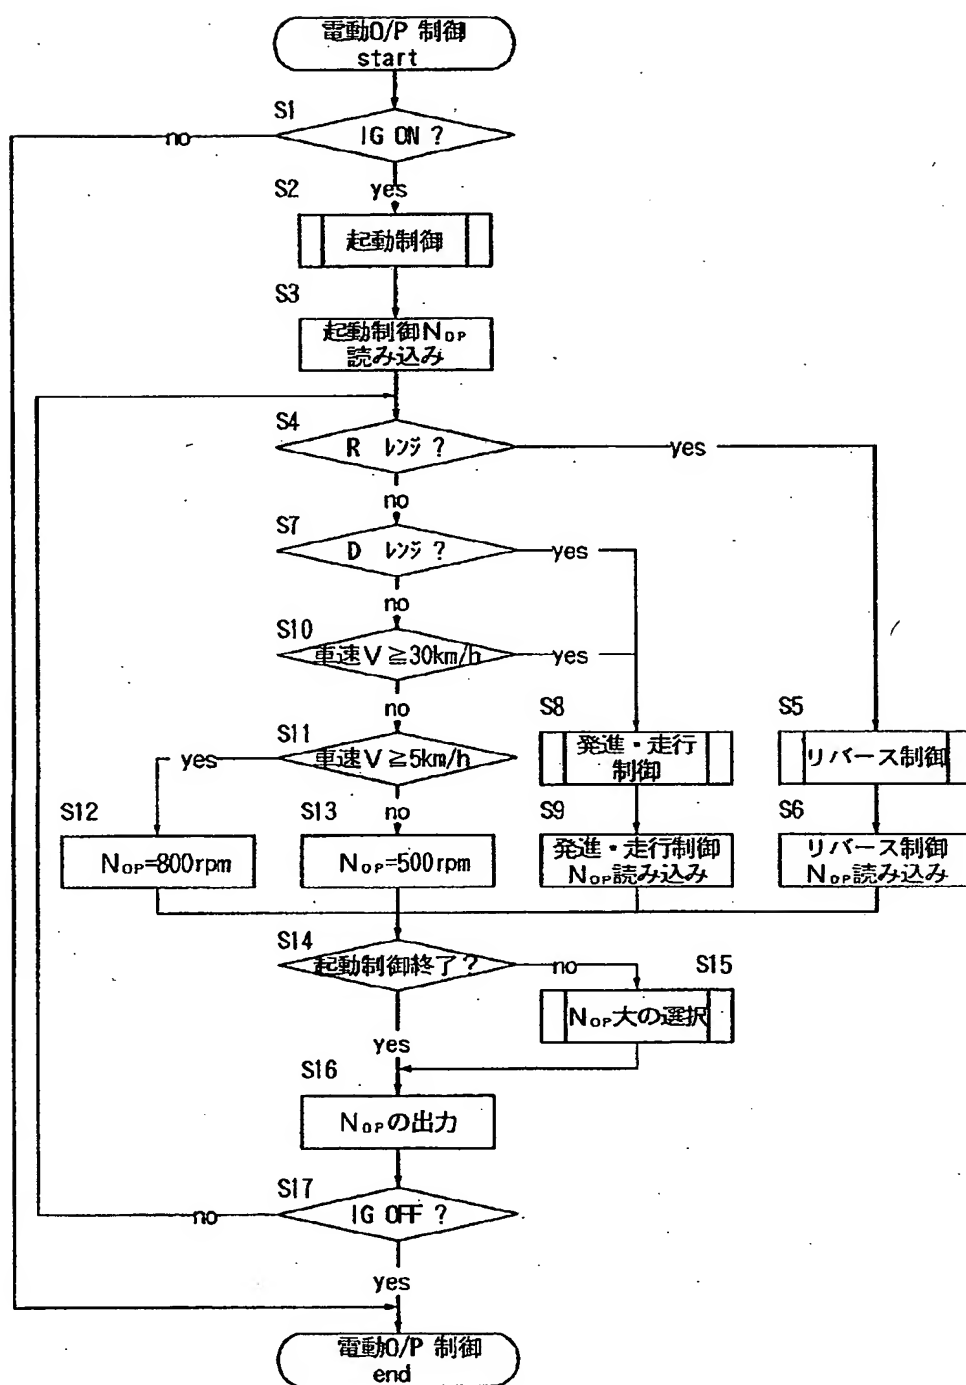 電動O/P 制御
start
S1
IG ON ?
no
yes
S2
起動制御
S3
起動制御NOP
読み込み
S4
R レンジ ?
yes
no
S7
D レンジ ?
yes
no
S10
車速V≧30km/h
yes
no
S11
車速V≧5km/h
yes
no
S8
発進・走行
制御
S5
リバース制御
S12
NOP=800rpm
S13
NOP=500rpm
S9
発進・走行制御
NOP読み込み
S6
リバース制御
NOP読み込み
S14
起動制御終了?
no
yes
S15
NOP大の選択
S16
NOPの出力
S17
IG OFF ?
no
yes
電動O/P 制御
end